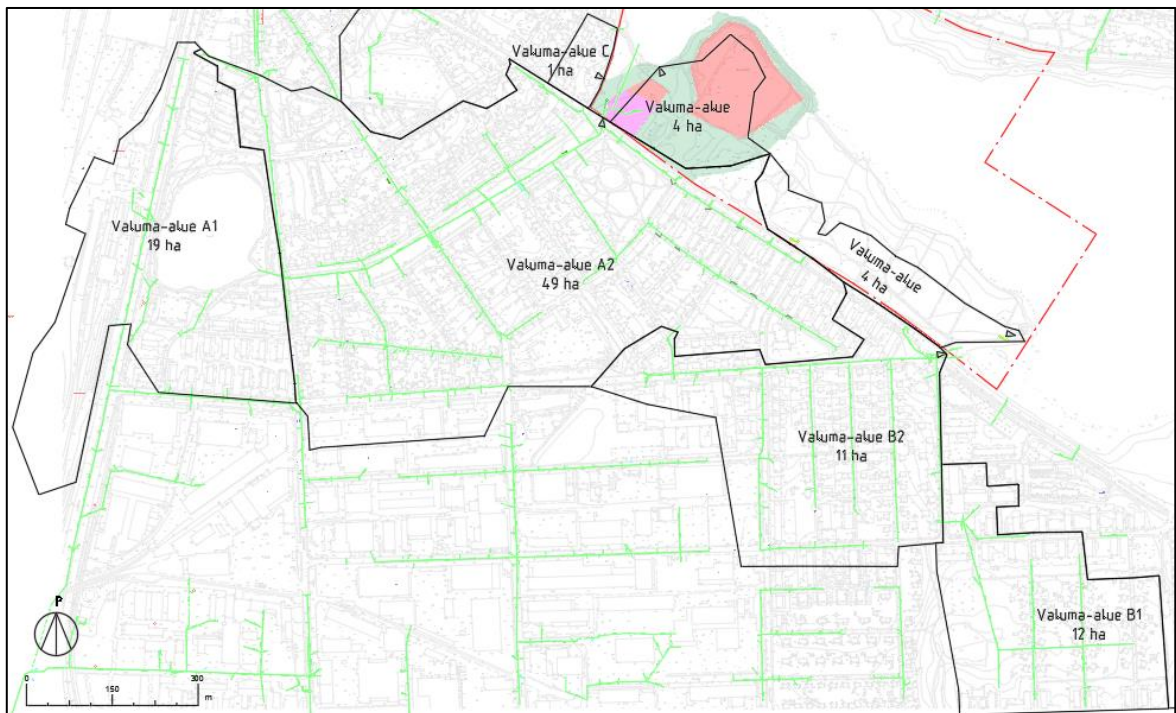 Valuma-alue C
1 ha
Valuma-alue
4 ha
Valuma-alue A1
19 ha
Valuma-alue A2
49 ha
Valuma-alue
4 ha
Valuma-alue B2
11 ha
Valuma-alue B1
12 ha
P
0
150
300
m